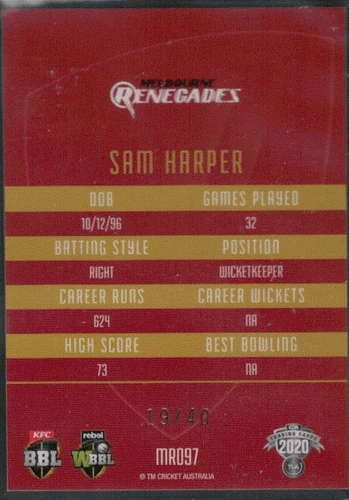 MELBOURNE
RENEGADES
SAM HARPER
DOB GAMES PLAYED
10/12/96 32
BATTING STYLE POSITION
RIGHT WICKETKEEPER
CAREER RUNS CAREER WICKETS
624 NA
HIGH SCORE BEST BOWLING
73 NA
19/40
KFC rebel
BBL WBBL
MR097
2020
TLA
® TM CRICKET AUSTRALIA